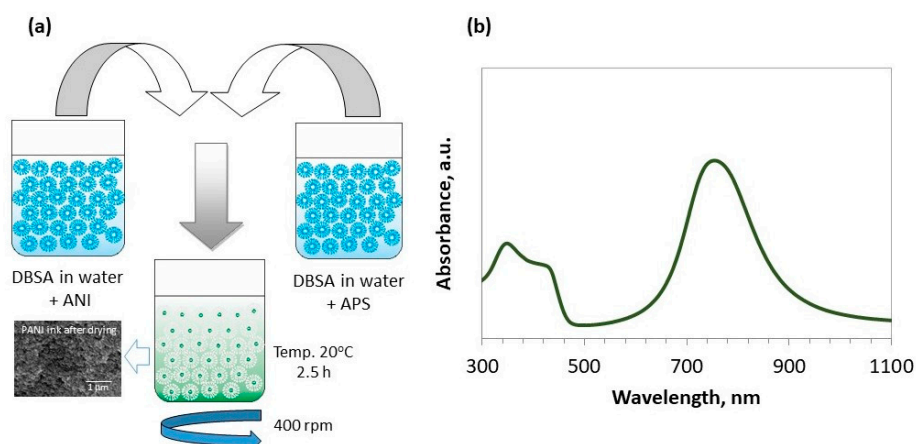 (a)
DBSA in water
+ ANI
DBSA in water
+ APS
PANI ink after drying
1 µm
Temp. 20°C
2.5 h
400 rpm
(b)
Absorbance, a.u.
300
500
700
900
1100
Wavelength, nm